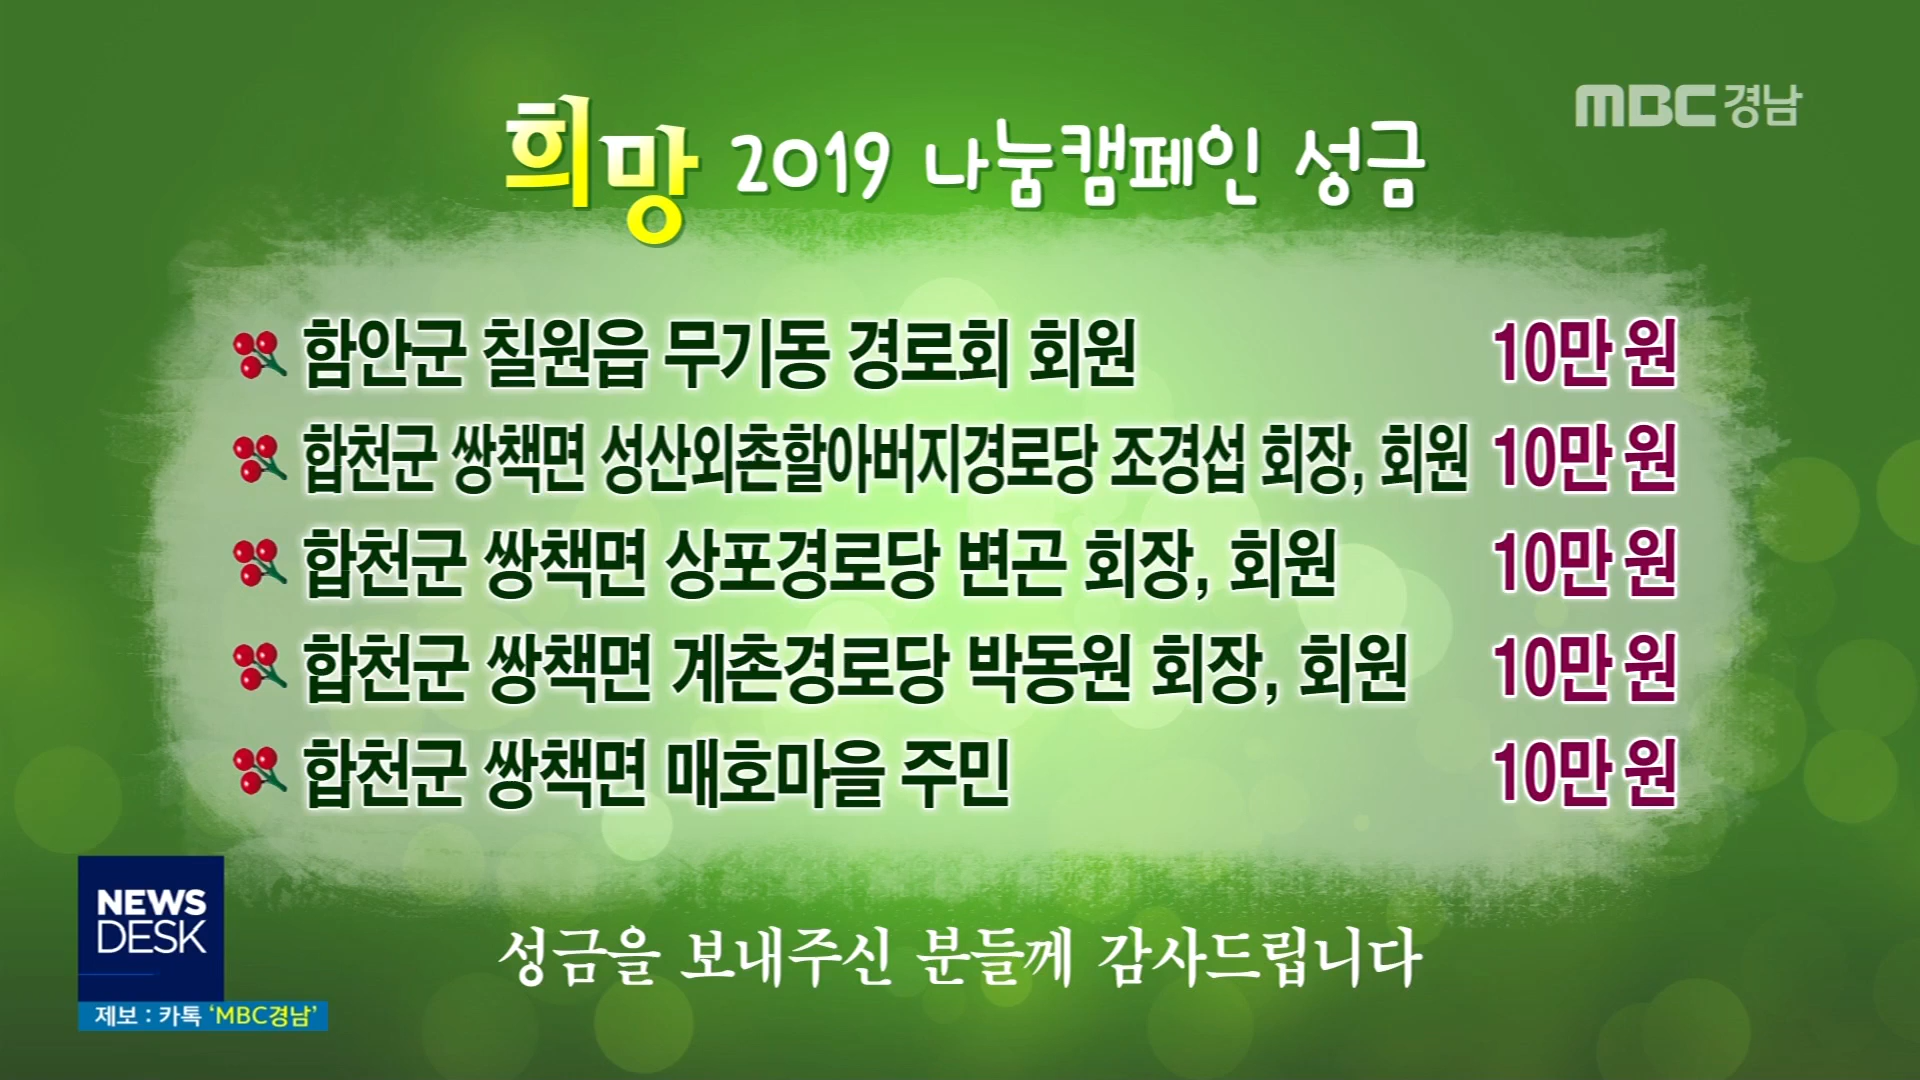 MBC경남
희망 2019 나눔캠페인 성금
함안군 칠원읍 무기동 경로회 회원 10만 원
합천군 쌍책면 성산외촌할아버지경로당 조경섭 회장, 회원 10만 원
합천군 쌍책면 상포경로당 변곤 회장, 회원 10만 원
합천군 쌍책면 계촌경로당 박동원 회장, 회원 10만 원
합천군 쌍책면 매호마을 주민 10만 원
성금을 보내주신 분들께 감사드립니다
NEWS
DESK
제보 : 카톡 ‘MBC경남’